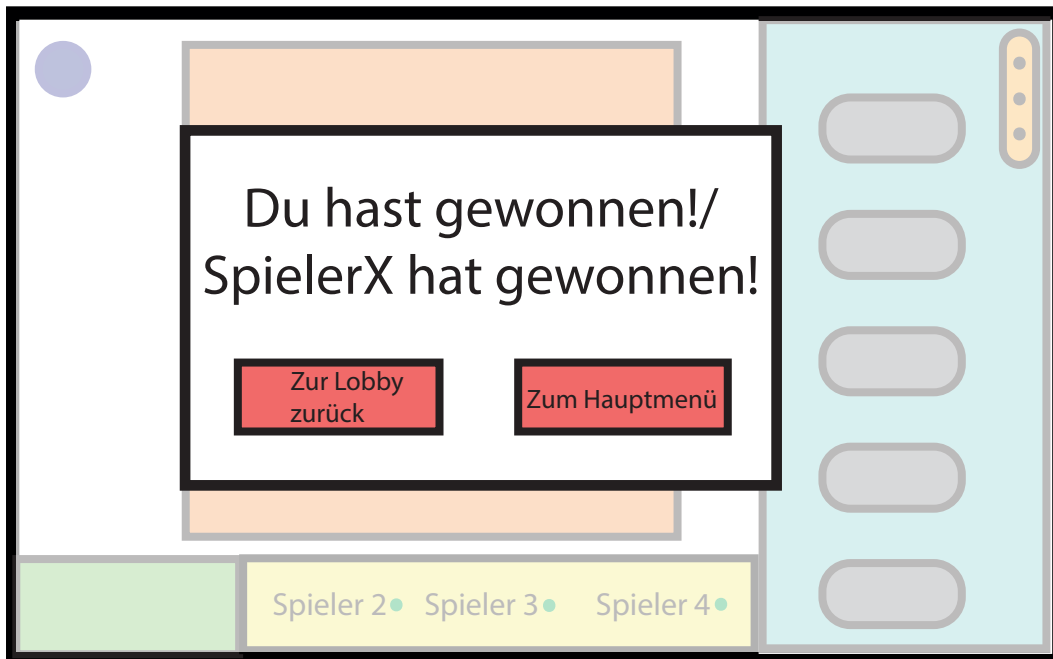 Du hast gewonnen!/
SpielerX hat gewonnen!
Zur Lobby
zurück
Zum Hauptmenü
Spieler 2 Spieler 3 Spieler 4